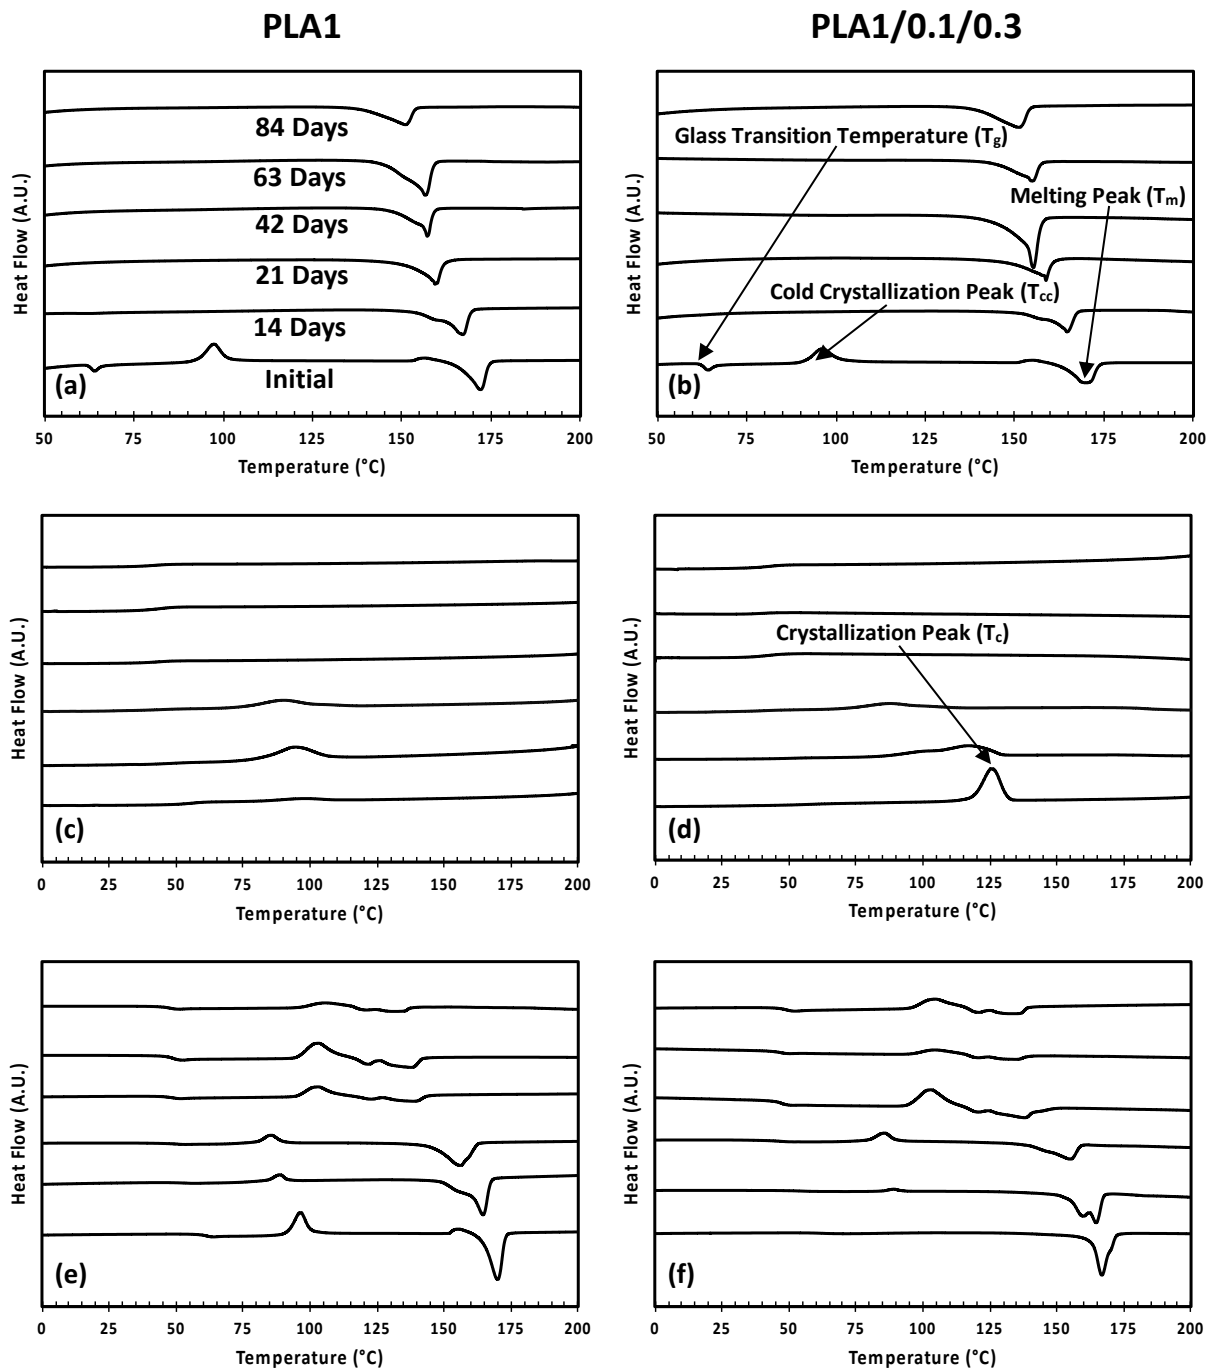 PLA1 PLA1/0.1/0.3
Heat Flow (A.U.)
84 Days
63 Days
42 Days
21 Days
14 Days
Initial
(a)
50 75 100 125 150 175 200
Temperature (°C)
Heat Flow (A.U.)
Glass Transition Temperature (Tg)
Melting Peak (Tm)
Cold Crystallization Peak (Tcc)
(b)
50 75 100 125 150 175 200
Temperature (°C)
Heat Flow (A.U.)
(c)
0 25 50 75 100 125 150 175 200
Temperature (°C)
Heat Flow (A.U.)
Crystallization Peak (Tc)
(d)
0 25 50 75 100 125 150 175 200
Temperature (°C)
Heat Flow (A.U.)
(e)
0 25 50 75 100 125 150 175 200
Temperature (°C)
Heat Flow (A.U.)
(f)
0 25 50 75 100 125 150 175 200
Temperature (°C)